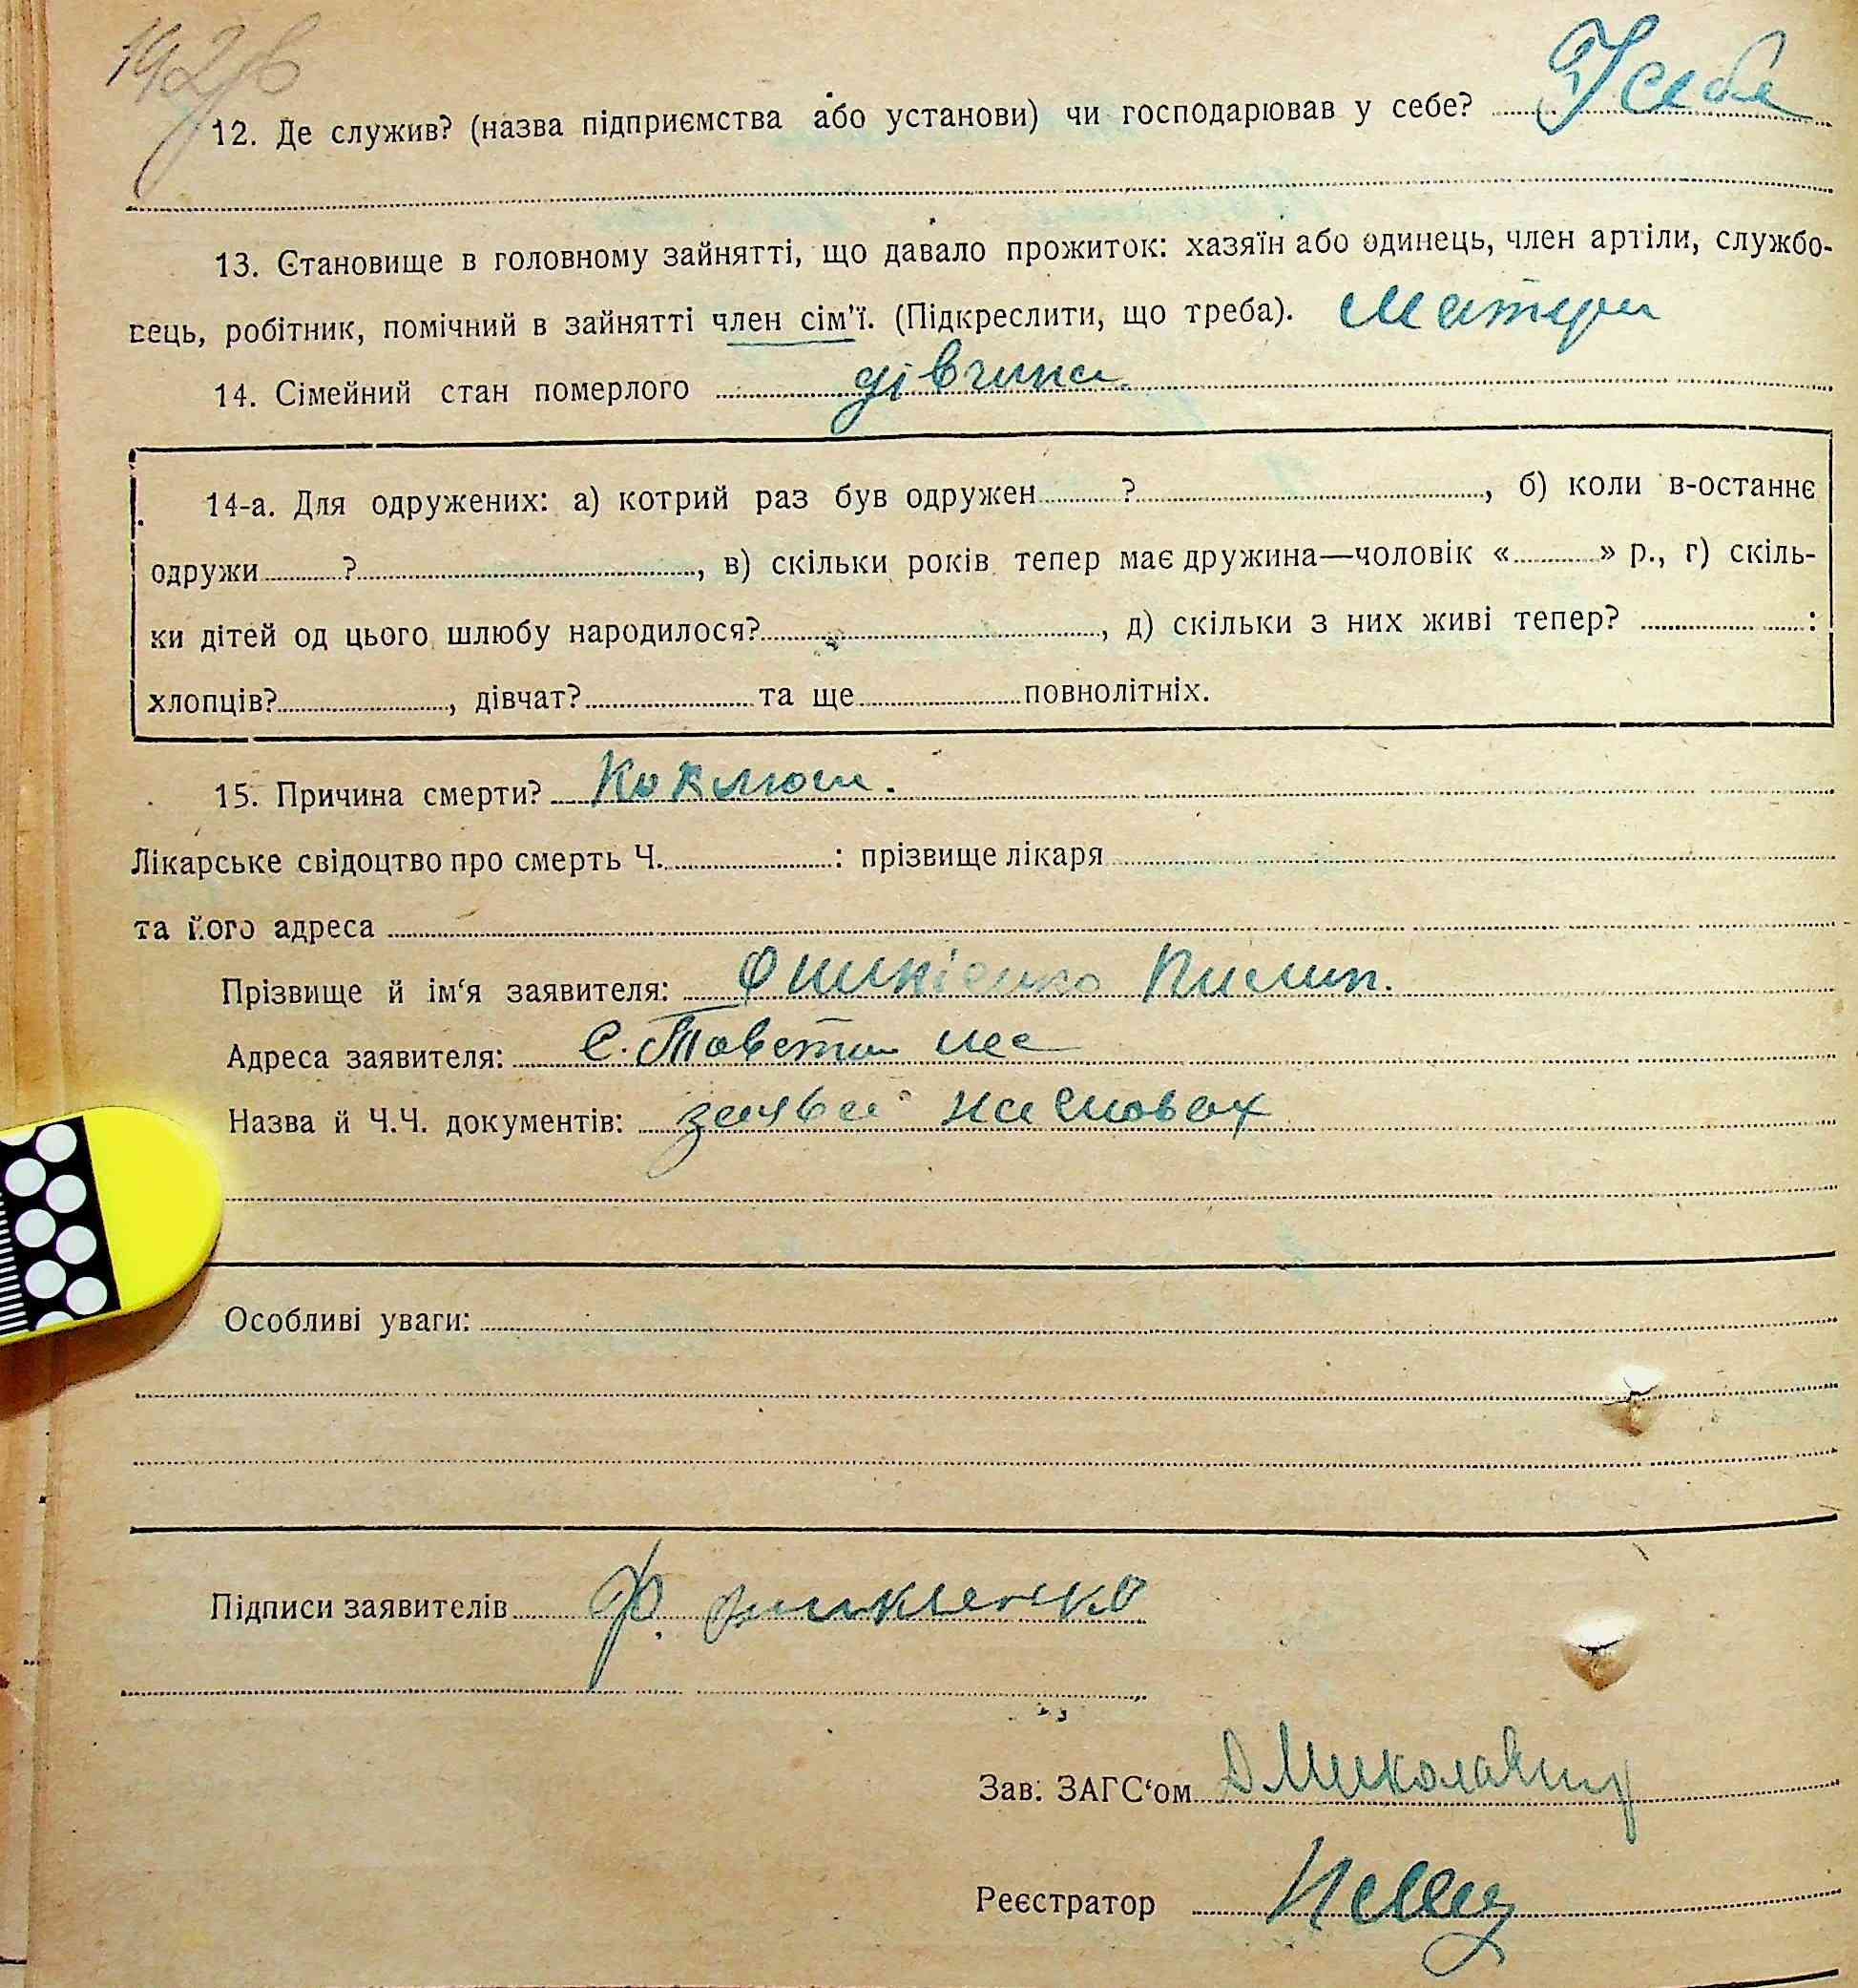 12. Де служив? (назва підприємства або установи) чи господарював у себе? У себе
13. Становище в головному зайнятті, що давало прожиток: хазяїн або одинець, член артіли, службо-
вець, робітник, помічний в зайнятті член сім'ї. (Підкреслити, що треба). Матери
14. Сімейний стан померлого дівчина
14-а. Для одружених: а) котрий раз був одружен ?, б) коли в-останнє
одружи ?, в) скільки років тепер має дружина—чоловік « » р., г) скіль-
ки дітей од цього шлюбу народилося?, д) скільки з них живі тепер? :
хлопців?, дівчат? та ще повнолітніх.
15. Причина смерти? Коклюш.
Лікарське свідоцтво про смерть Ч. : прізвище лікаря
та його адреса
Прізвище й ім'я заявителя: Пилип.
Адреса заявителя: с.
Назва й Ч.Ч. документів: заява на словах
Особливі уваги:
Підписи заявителів Ф.
Зав. ЗАГС'ом
Реєстратор